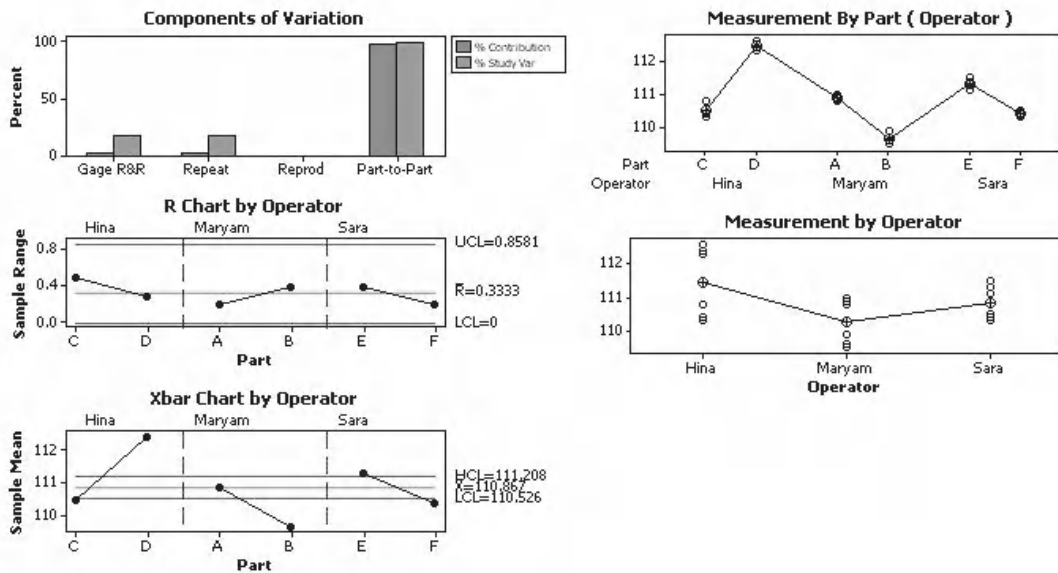 Components of Variation
Percent
100
50
0
Gage R&R Repeat Reprod Part-to-Part
% Contribution
% Study Var
R Chart by Operator
Hina Maryam Sara
Sample Range
0.8
0.4
0.0
UCL=0.8581
R=0.3333
LCL=0
C D A B E F
Part
Xbar Chart by Operator
Hina Maryam Sara
Sample Mean
112
111
110
HCL=111.208
X=110.867
LCL=110.526
C D A B E F
Part
Measurement By Part ( Operator )
112
111
110
Part C D A B E F
Operator Hina Maryam Sara
Measurement by Operator
112
111
110
Hina Maryam Sara
Operator